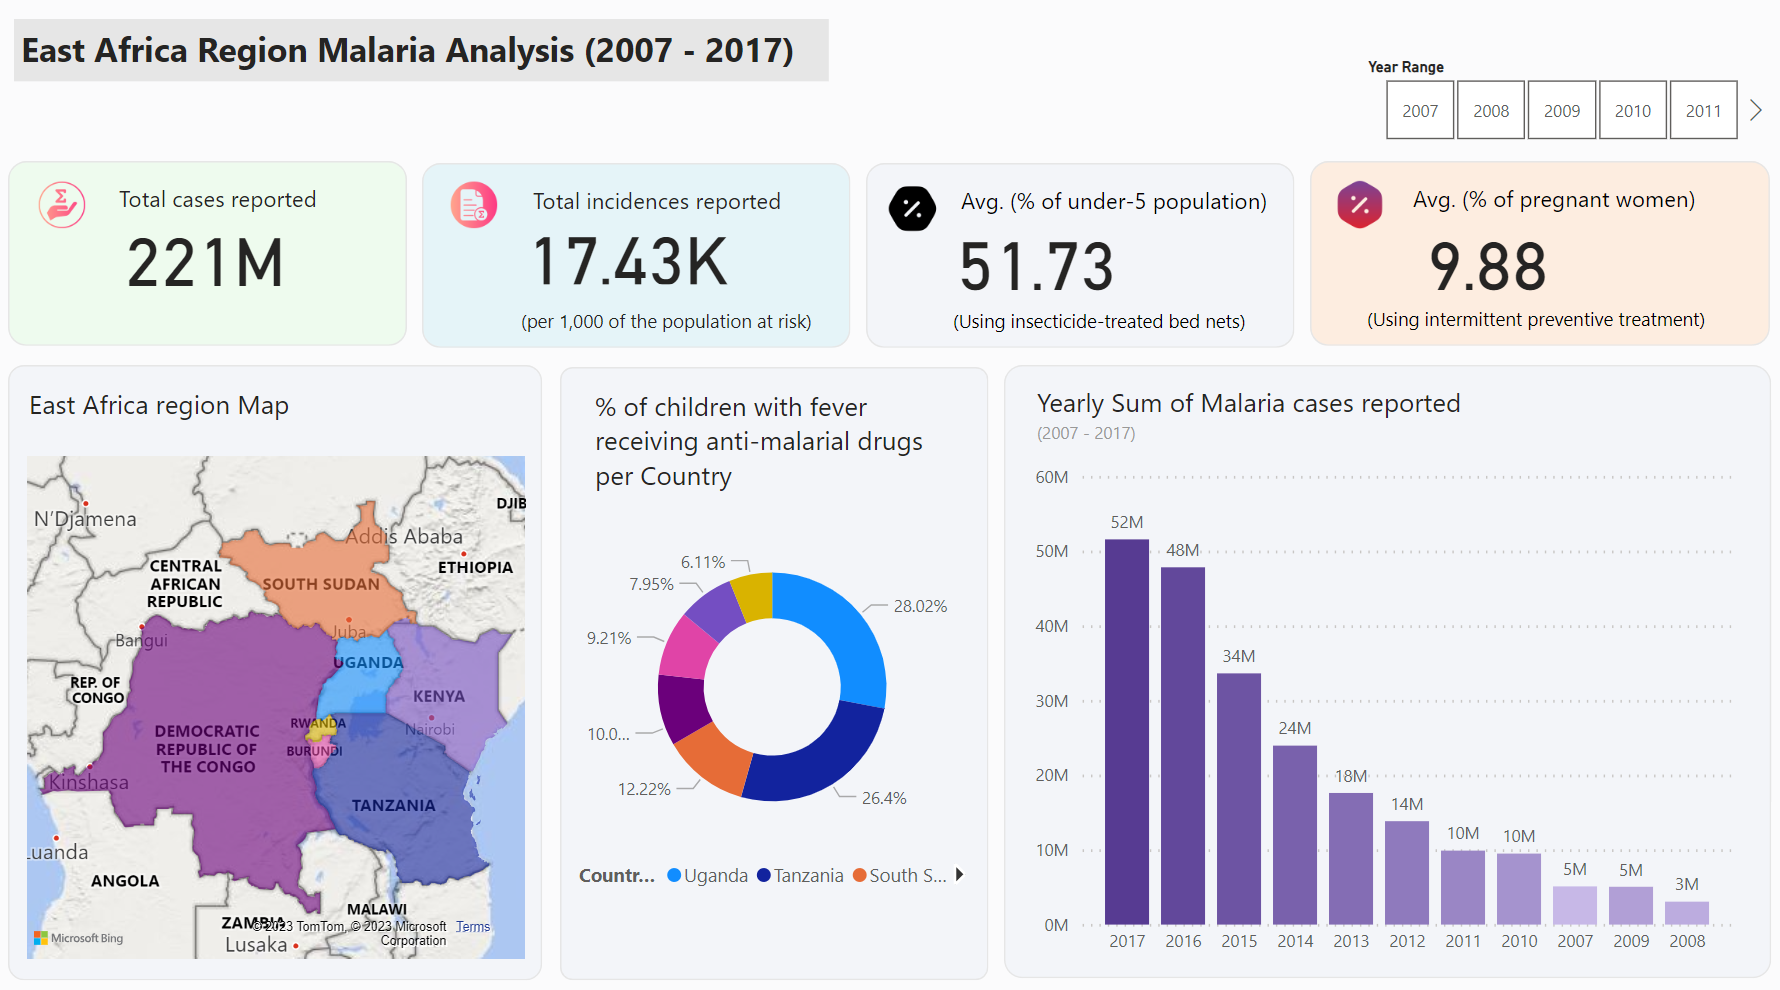 East Africa Region Malaria Analysis (2007 - 2017)
Year Range
2007
2008
2009
2010
2011
Total cases reported
221M
Total incidences reported
17.43K
(per 1,000 of the population at risk)
Avg. (% of under-5 population)
51.73
(Using insecticide-treated bed nets)
Avg. (% of pregnant women)
9.88
(Using intermittent preventive treatment)
East Africa region Map
DJIB
N'Djamena
Addis Ababa
CENTRAL
AFRICAN
REPUBLIC
ETHIOPIA
SOUTH SUDAN
Juba
Bangui
UGANDA
REP. OF
CONGO
KENYA
RWANDA
Nairobi
DEMOCRATIC
REPUBLIC OF
THE CONGO
BURUNDI
Kinshasa
TANZANIA
Luanda
ANGOLA
MALAWI
ZAMBIA
© 2023 TomTom, © 2023 Microsoft
Corporation
Terms
Lusaka
Microsoft Bing
% of children with fever
receiving anti-malarial drugs
per Country
6.11%
7.95%
28.02%
9.21%
10.0...
12.22%
26.4%
Countr...
Uganda
Tanzania
South S...
Yearly Sum of Malaria cases reported
(2007 - 2017)
60M
50M
40M
30M
20M
10M
0M
52M
48M
34M
24M
18M
14M
10M
10M
5M
5M
3M
2017
2016
2015
2014
2013
2012
2011
2010
2007
2009
2008